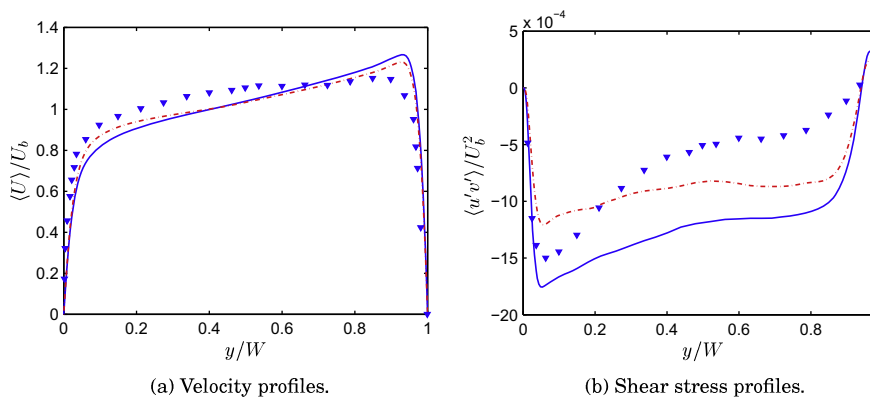 1.4
1.2
1
0.8
0.6
0.4
0.2
0
0 0.2 0.4 0.6 0.8 1
⟨U⟩/U_b
y/W
(a) Velocity profiles.
5 x 10⁻⁴
0
−5
−10
−15
−20
0 0.2 0.4 0.6 0.8
⟨u′v′⟩/U_b²
y/W
(b) Shear stress profiles.